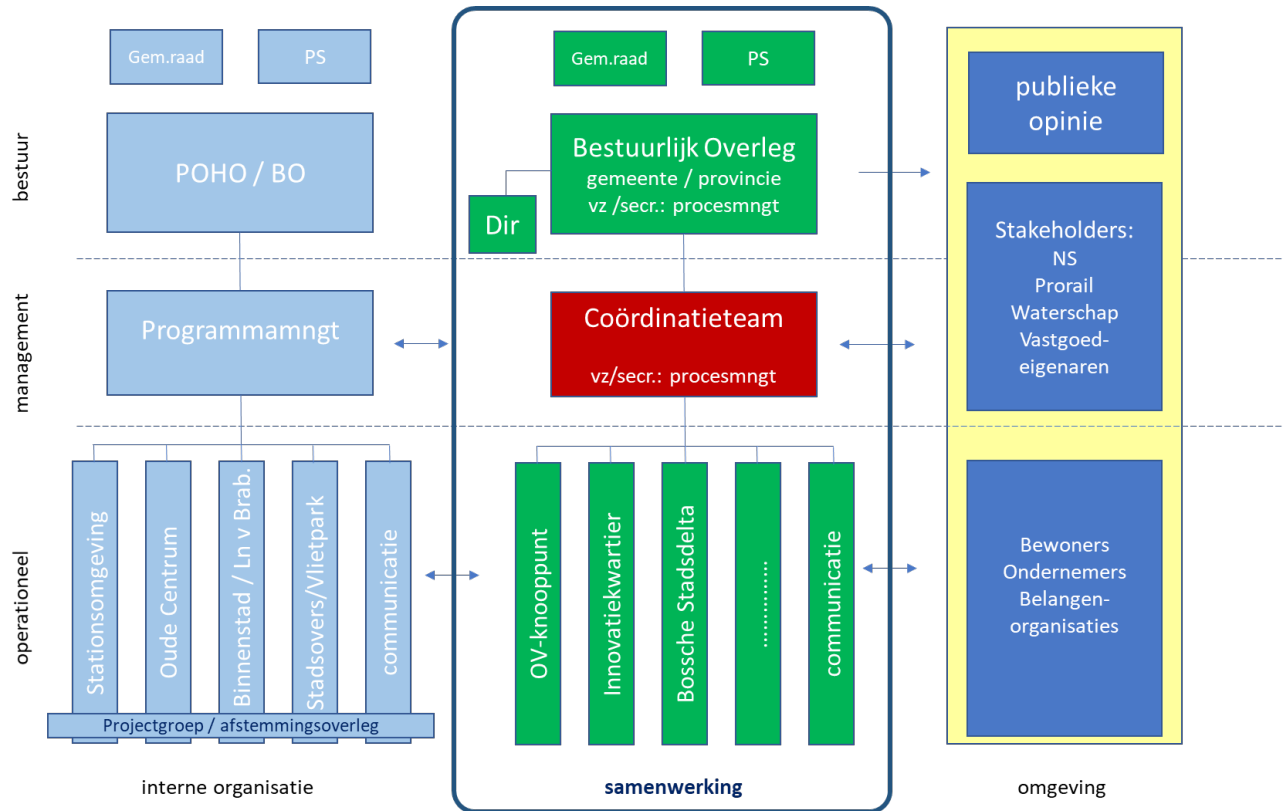 Gem.raad
PS
POHO / BO
bestuur
Programmamngt
management
Stationsomgeving
Oude Centrum
Binnenstad / Ln v Brab.
Stadsovers/Vlietpark
communicatie
operationeel
Projectgroep / afstemmingsoverleg
interne organisatie
Gem.raad
PS
Bestuurlijk Overleg
gemeente / provincie
vz /secr.: procesmngt
Dir
Coördinatieteam
vz/secr.: procesmngt
OV-knooppunt
Innovatiekwartier
Bossche Stadsdelta
...............
communicatie
samenwerking
publieke
opinie
Stakeholders:
NS
Prorail
Waterschap
Vastgoed-
eigenaren
Bewoners
Ondernemers
Belangen-
organisaties
omgeving